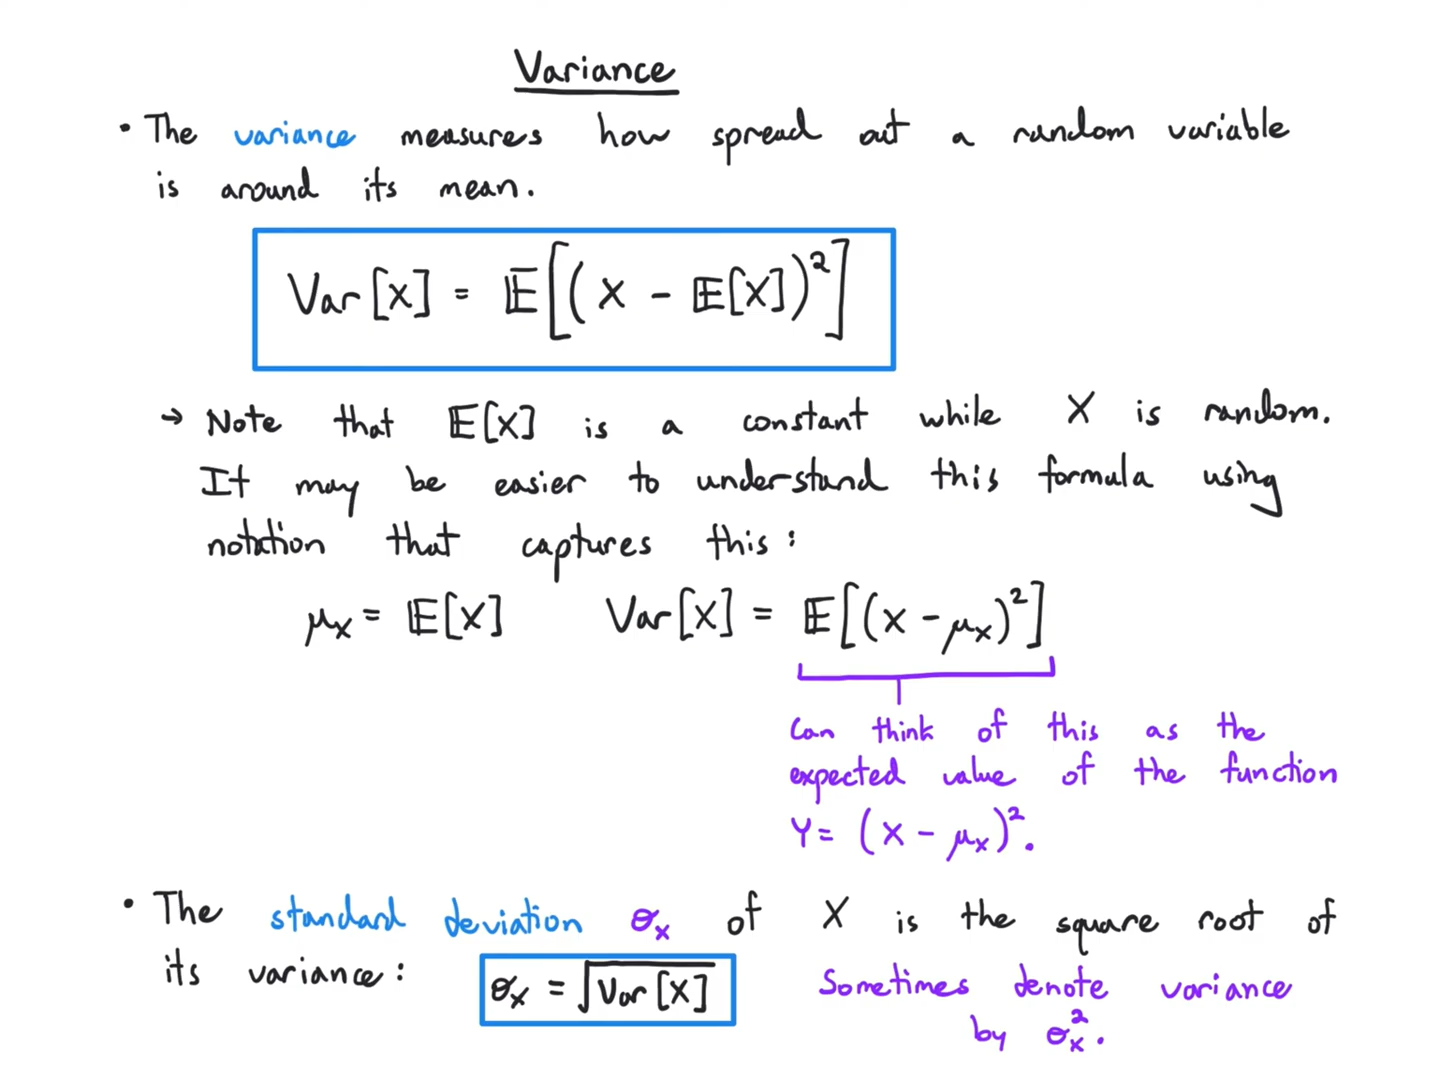 Variance
• The variance measures how spread out a random variable
is around its mean.
Var[X] = 𝔼[(X - 𝔼[X])²]
→ Note that 𝔼[X] is a constant while X is random.
It may be easier to understand this formula using
notation that captures this:
μₓ = 𝔼[X]    Var[X] = 𝔼[(X - μₓ)²]
Can think of this as the
expected value of the function
Y = (X - μₓ)².
• The standard deviation σₓ of X is the square root of
its variance: σₓ = √Var[X]
Sometimes denote variance
by σₓ².